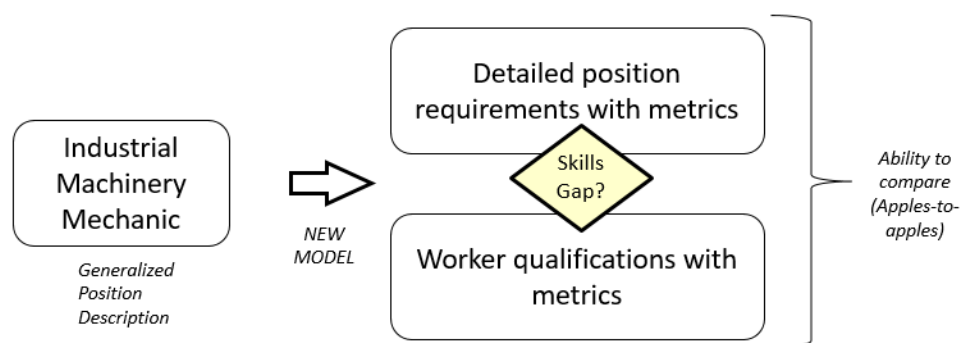 Industrial
Machinery
Mechanic
Generalized
Position
Description
NEW
MODEL
Detailed position
requirements with metrics
Skills
Gap?
Worker qualifications with
metrics
Ability to
compare
(Apples-to-
apples)